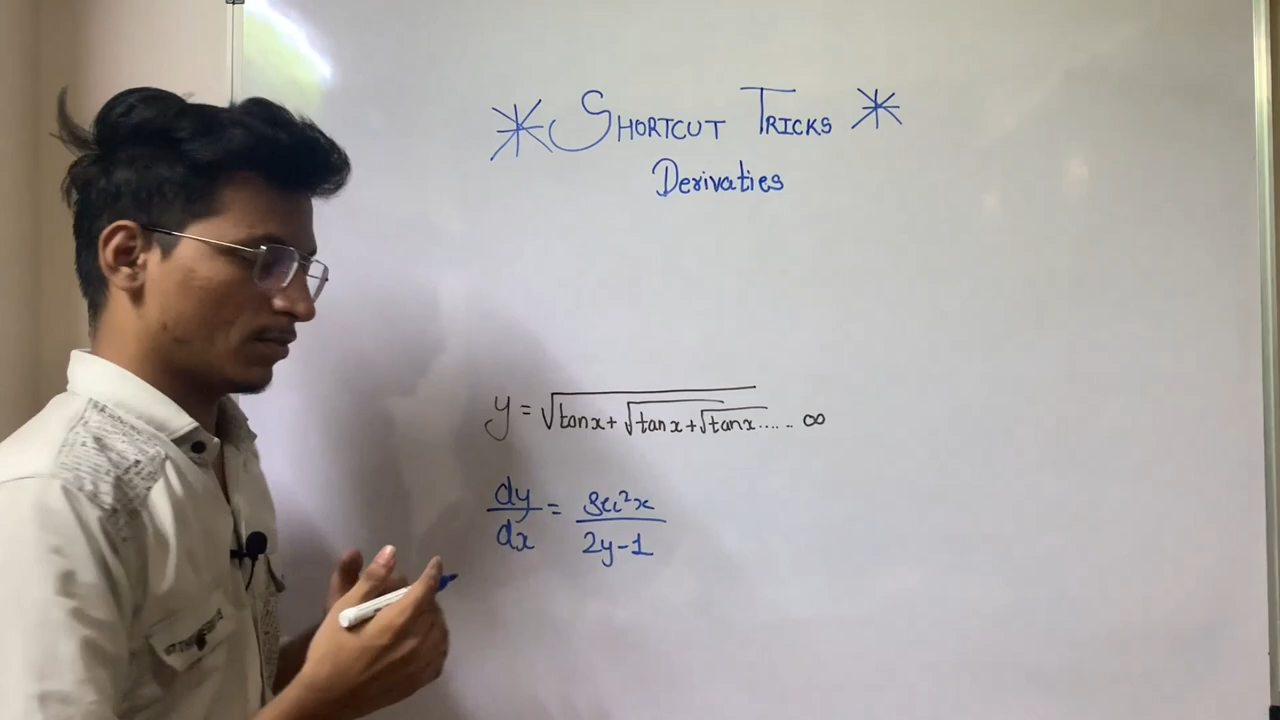 * SHORTCUT TRICKS *
Derivaties
y = √tanx + √tanx + √tanx ..... ∞
dy/dx = sec²x / 2y-1